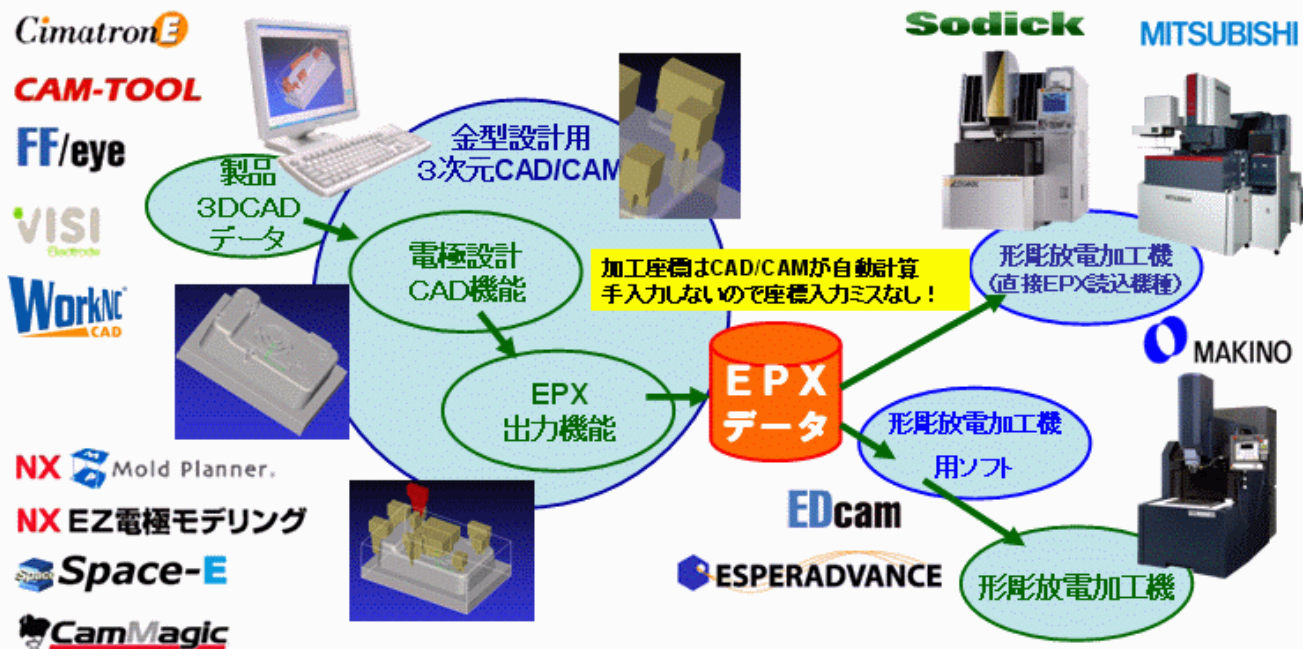 CimatronE
CAM-TOOL
FF/eye
VISI
Electrode
WorkNC
CAD
NX Mold Planner.
NX EZ電極モデリング
Space
Space-E
CamMagic
製品
3DCAD
データ
金型設計用
3次元CAD/CAM
電極設計
CAD機能
EPX
出力機能
加工座標はCAD/CAMが自動計算
手入力しないので座標入力ミスなし！
EPX
データ
Sodick
MITSUBISHI
形彫放電加工機
(直接EPX読込機種)
MAKINO
形彫放電加工機
用ソフト
EDcam
ESPERADVANCE
形彫放電加工機